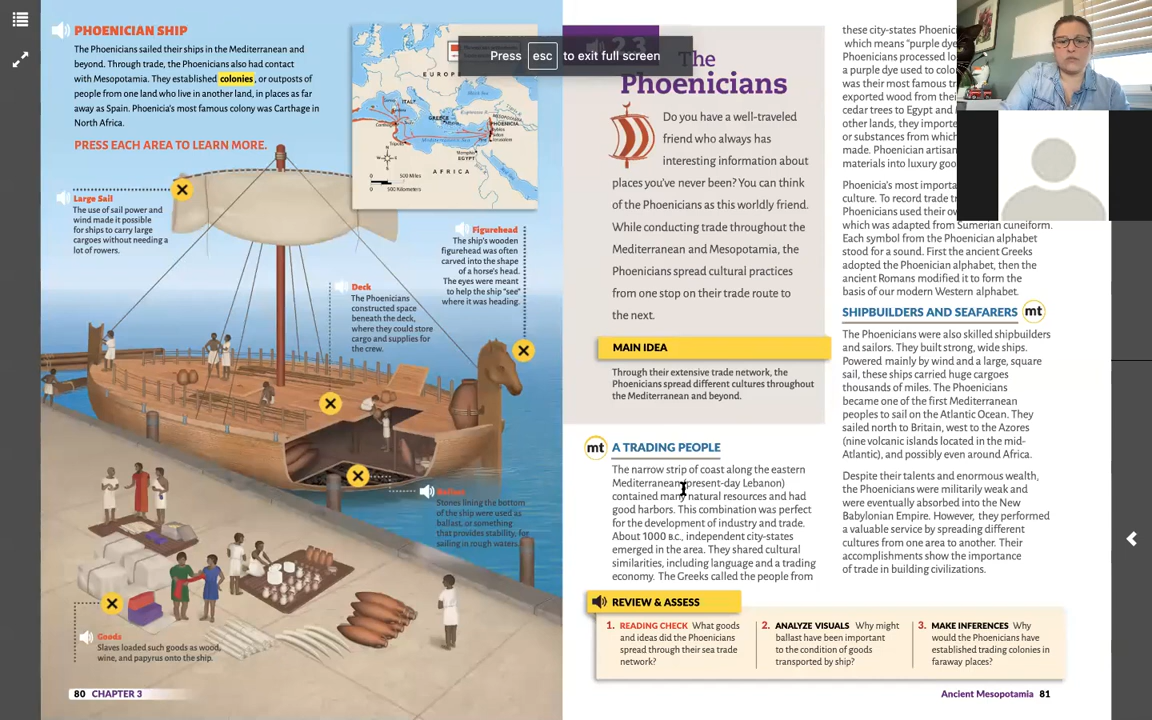 PHOENICIAN SHIP
The Phoenicians sailed their ships in the Mediterranean and
beyond. Through trade, the Phoenicians also had contact
with Mesopotamia. They established colonies, or outposts of
people from one land who live in another land, in places as far
away as Spain. Phoenicia's most famous colony was Carthage in
North Africa.
PRESS EACH AREA TO LEARN MORE.
Large Sail
The use of sail power and
wind made it possible
for ships to carry large
cargoes without needing a
lot of rowers.
EUROPE
ITALY
GREECE
PHOENICIA
EGYPT
AFRICA
0 500 Miles
0 500 Kilometers
Figurehead
The ship's wooden
figurehead was often
carved into the shape
of a horse's head.
The eyes were meant
to help the ship "see"
where it was heading.
Deck
The Phoenicians
constructed space
beneath the deck,
where they could store
cargo and supplies for
the crew.
Ballast
Stones lining the bottom
of the ship were used as
ballast, or something
that provides stability, for
sailing in rough waters.
Goods
Slaves loaded such goods as wood,
wine, and papyrus onto the ship.
80 CHAPTER 3
Press esc to exit full screen
2.3
The
Phoenicians
Do you have a well-traveled
friend who always has
interesting information about
places you've never been? You can think
of the Phoenicians as this worldly friend.
While conducting trade throughout the
Mediterranean and Mesopotamia, the
Phoenicians spread cultural practices
from one stop on their trade route to
the next.
MAIN IDEA
Through their extensive trade network, the
Phoenicians spread different cultures throughout
the Mediterranean and beyond.
mt A TRADING PEOPLE
The narrow strip of coast along the eastern
Mediterranean (present-day Lebanon)
contained many natural resources and had
good harbors. This combination was perfect
for the development of industry and trade.
About 1000 B.C., independent city-states
emerged in the area. They shared cultural
similarities, including language and a trading
economy. The Greeks called the people from
these city-states
which means "purple dye
Phoenicians processed
a purple dye used to
was their most famous
exported wood from their
cedar trees to Egypt and
other lands, they
or substances from which
made. Phoenician
materials into luxury
Phoenicia's most
culture. To record trade
Phoenicians used their
which was adapted from Sumerian cuneiform.
Each symbol from the Phoenician alphabet
stood for a sound. First the ancient Greeks
adopted the Phoenician alphabet, then the
ancient Romans modified it to form the
basis of our modern Western alphabet.
SHIPBUILDERS AND SEAFARERS mt
The Phoenicians were also skilled shipbuilders
and sailors. They built strong, wide ships.
Powered mainly by wind and a large, square
sail, these ships carried huge cargoes
thousands of miles. The Phoenicians
became one of the first Mediterranean
peoples to sail on the Atlantic Ocean. They
sailed north to Britain, west to the Azores
(nine volcanic islands located in the mid-
Atlantic), and possibly even around Africa.
Despite their talents and enormous wealth,
the Phoenicians were militarily weak and
were eventually absorbed into the New
Babylonian Empire. However, they performed
a valuable service by spreading different
cultures from one area to another. Their
accomplishments show the importance
of trade in building civilizations.
REVIEW & ASSESS
1. READING CHECK What goods
and ideas did the Phoenicians
spread through their sea trade
network?
2. ANALYZE VISUALS Why might
ballast have been important
to the condition of goods
transported by ship?
3. MAKE INFERENCES Why
would the Phoenicians have
established trading colonies in
faraway places?
Ancient Mesopotamia 81